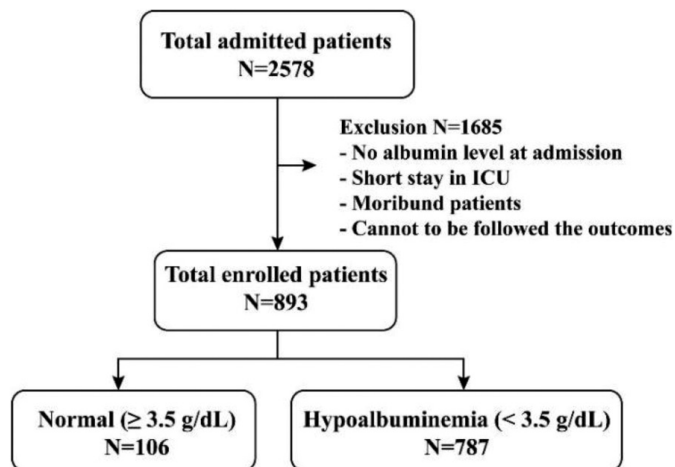 Total admitted patients
N=2578
Exclusion N=1685
- No albumin level at admission
- Short stay in ICU
- Moribund patients
- Cannot to be followed the outcomes
Total enrolled patients
N=893
Normal (≥ 3.5 g/dL)
N=106
Hypoalbuminemia (< 3.5 g/dL)
N=787